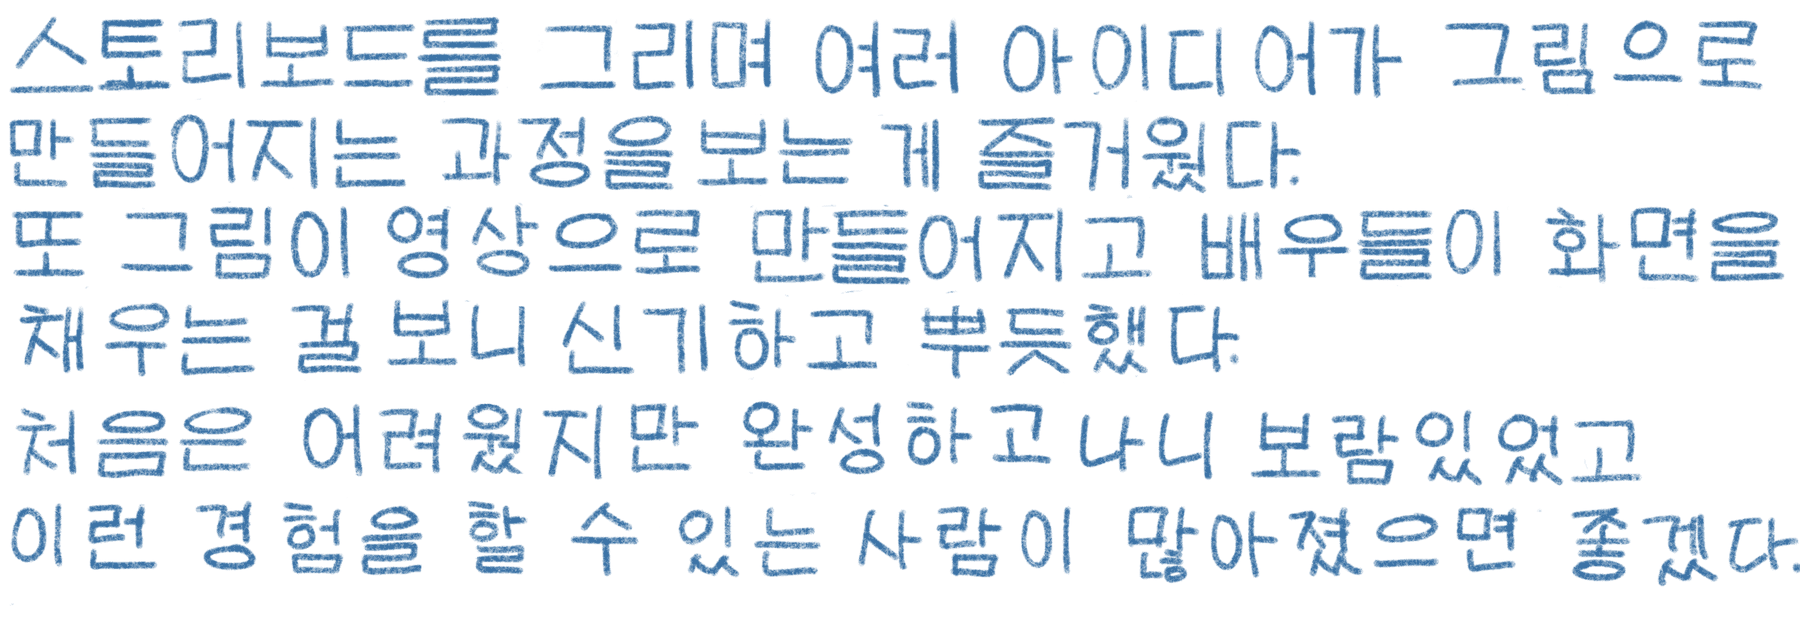 스토리보드를 그리며 여러 아이디어가 그림으로
만들어지는 과정을 보는 게 즐거웠다.
또 그림이 영상으로 만들어지고 배우들이 화면을
채우는 걸 보니 신기하고 뿌듯했다.
처음은 어려웠지만 완성하고나니 보람있었고
이런 경험을 할 수 있는 사람이 많아졌으면 좋겠다.